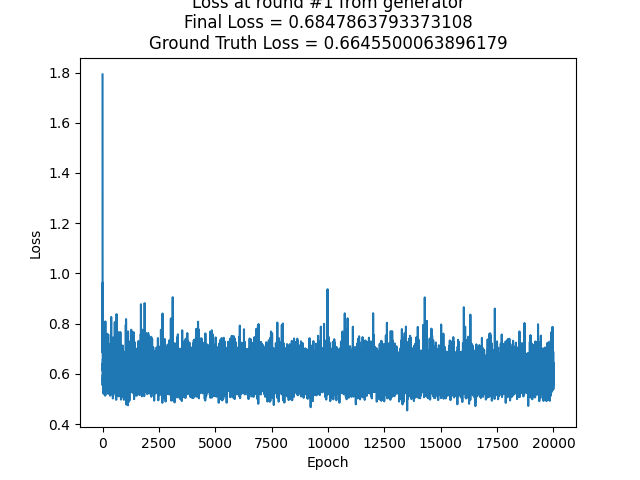 Loss at round #1 from generator
Final Loss = 0.6847863793373108
Ground Truth Loss = 0.6645500063896179
1.8
1.6
1.4
1.2
1.0
0.8
0.6
0.4
Loss
0 2500 5000 7500 10000 12500 15000 17500 20000
Epoch